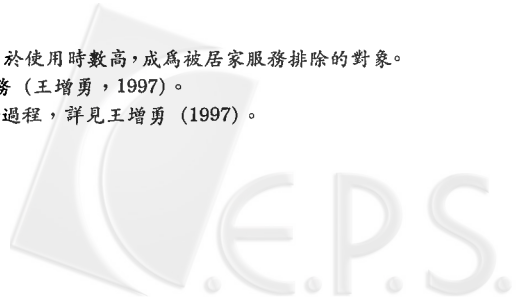 於使用時數高，成為被居家服務排除的對象。
務 (王增勇，1997)。
過程，詳見王增勇 (1997)。
C.E.P.S.